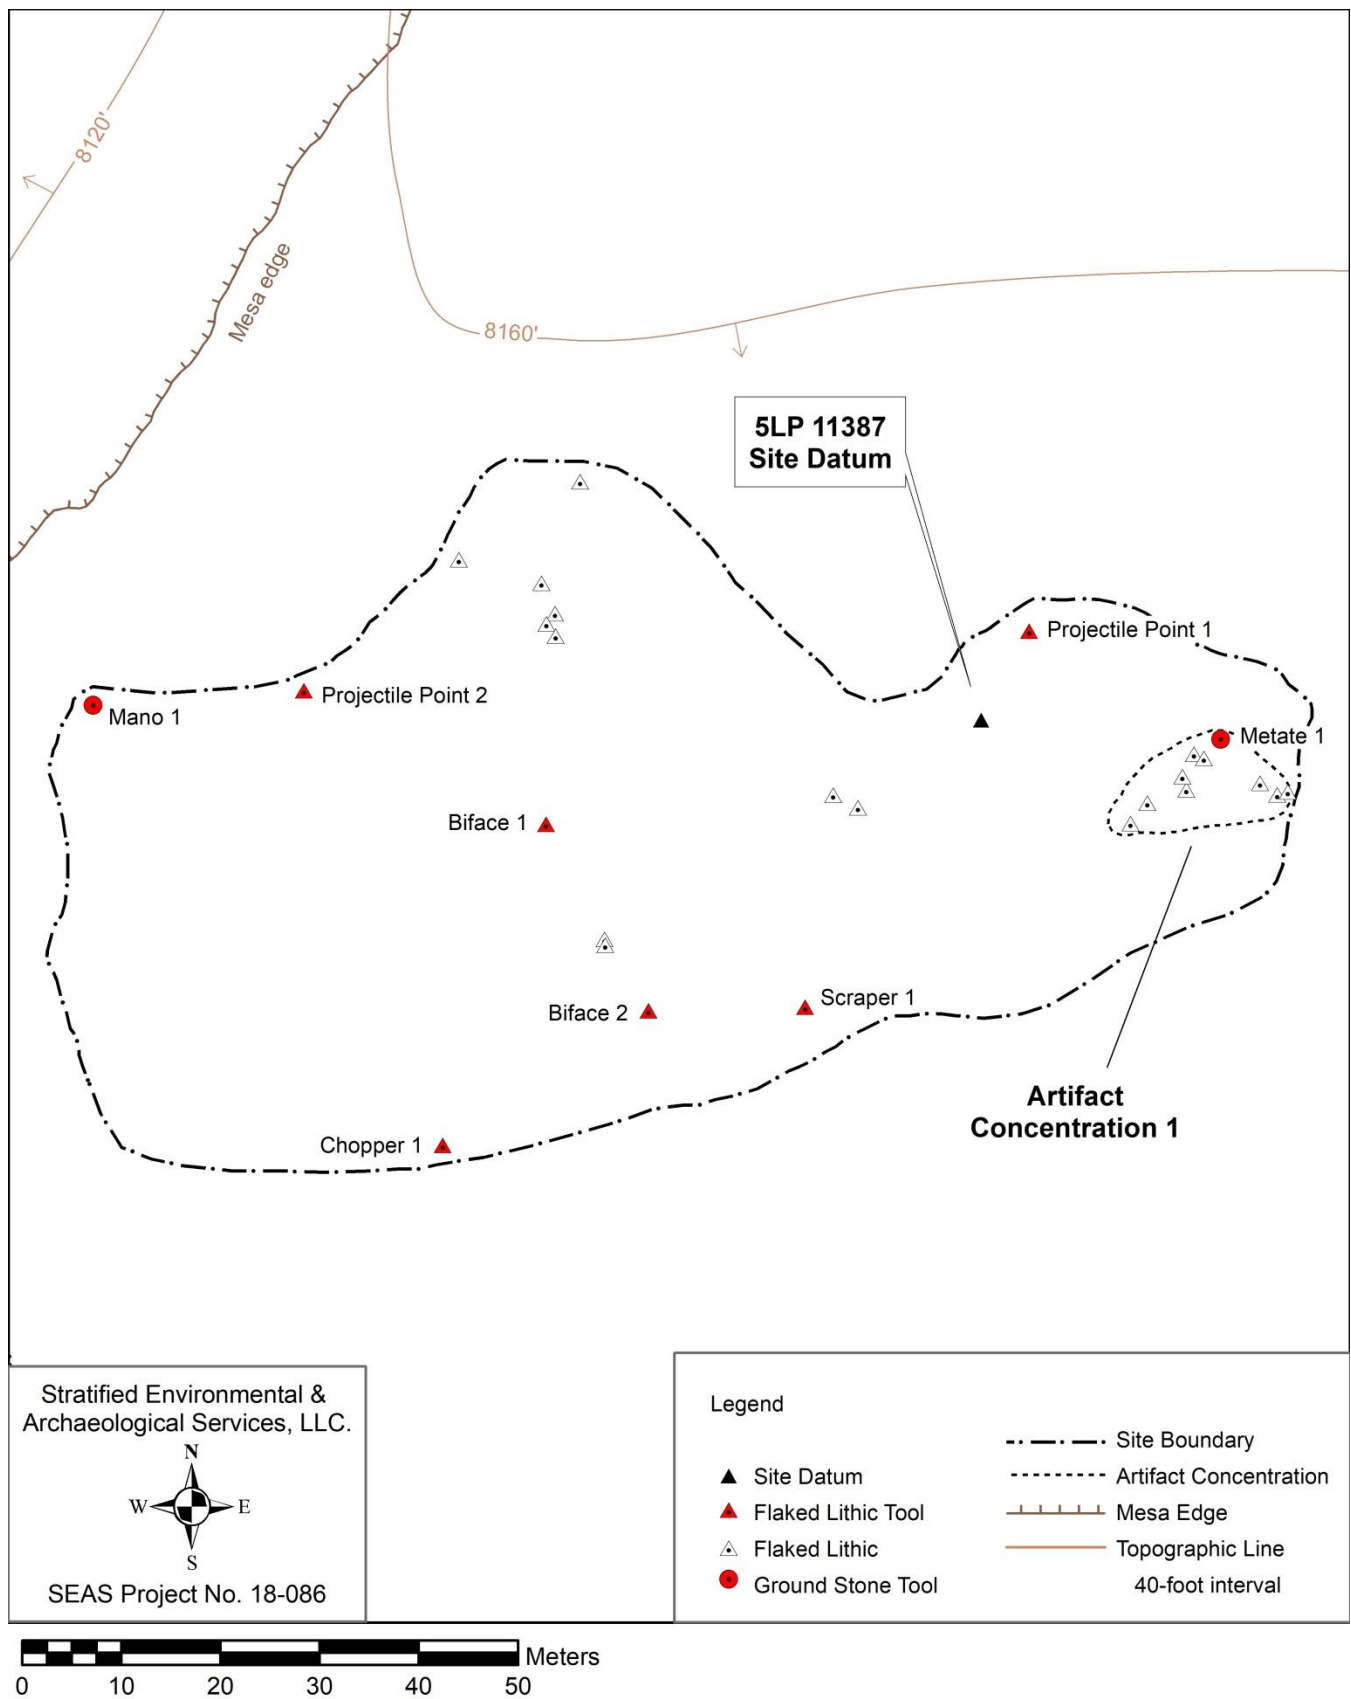 8120'
Mesa edge
8160'
5LP 11387
Site Datum
Projectile Point 1
Projectile Point 2
Mano 1
Metate 1
Biface 1
Scraper 1
Biface 2
Artifact
Concentration 1
Chopper 1
Stratified Environmental &
Archaeological Services, LLC.
N
W E
S
SEAS Project No. 18-086
Legend
Site Datum
Flaked Lithic Tool
Flaked Lithic
Ground Stone Tool
Site Boundary
Artifact Concentration
Mesa Edge
Topographic Line
40-foot interval
Meters
0 10 20 30 40 50